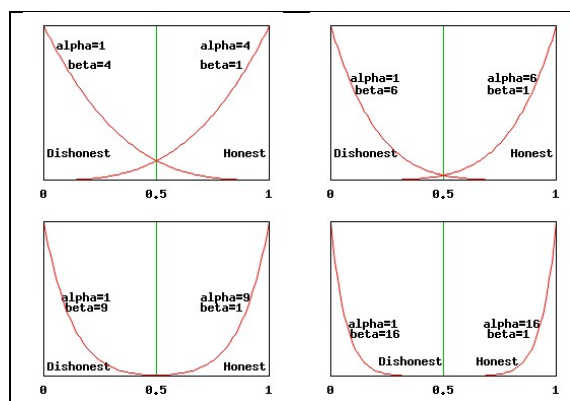 alpha=1 alpha=4
beta=4 beta=1
Dishonest Honest
0 0.5 1
alpha=1 alpha=6
beta=6 beta=1
Dishonest Honest
0 0.5 1
alpha=1 alpha=9
beta=9 beta=1
Dishonest Honest
0 0.5 1
alpha=1 alpha=16
beta=16 beta=1
Dishonest Honest
0 0.5 1